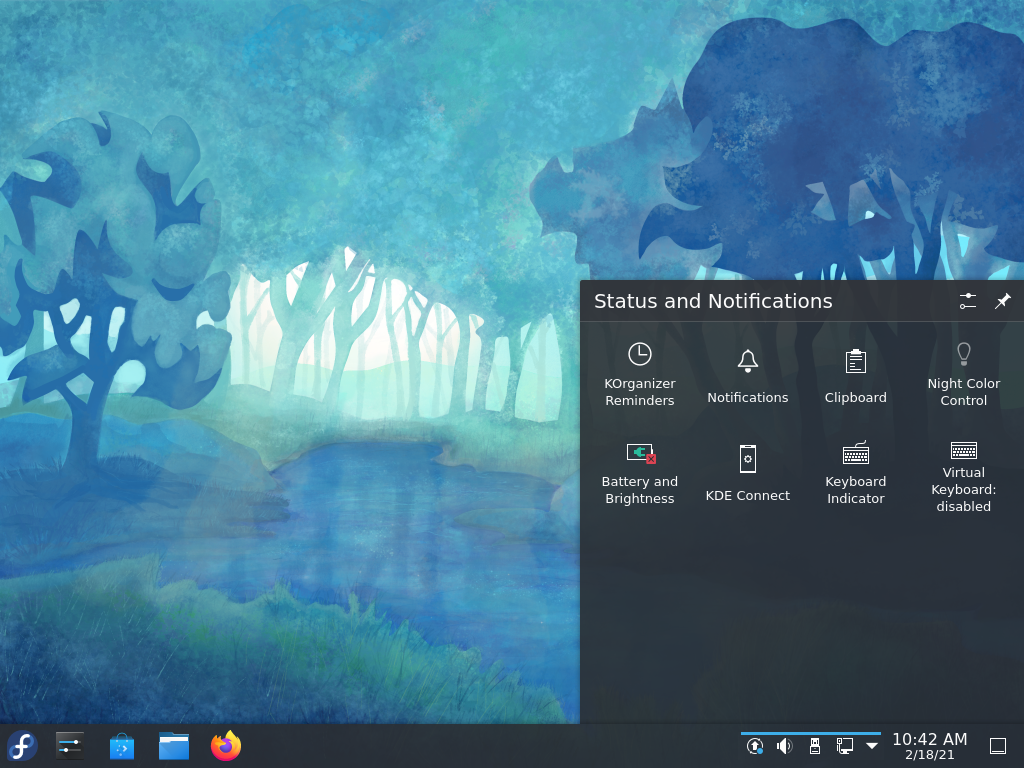 Status and Notifications
KOrganizer
Reminders
Notifications
Clipboard
Night Color
Control
Battery and
Brightness
KDE Connect
Keyboard
Indicator
Virtual
Keyboard:
disabled
10:42 AM
2/18/21